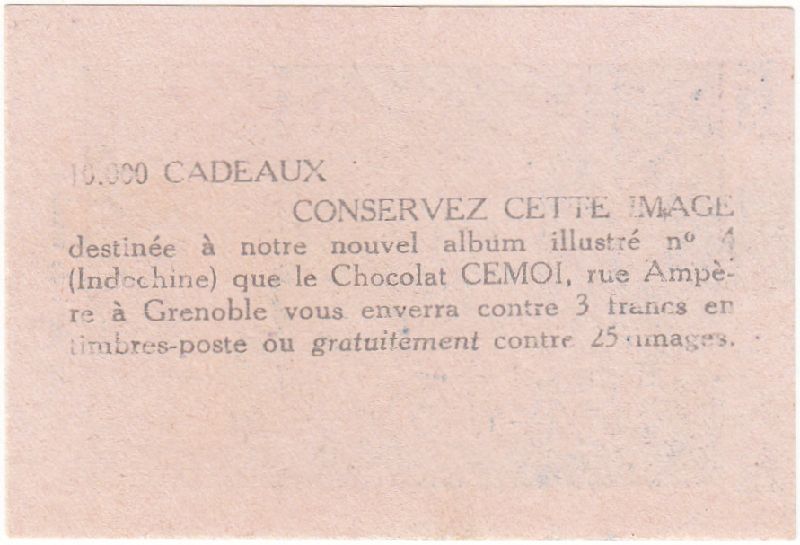 10.000 CADEAUX
CONSERVEZ CETTE IMAGE
destinée à notre nouvel album illustré nº 4
(Indochine) que le Chocolat CEMOI, rue Ampè-
re à Grenoble vous enverra contre 3 francs en
timbres-poste ou gratuitement contre 25 images.